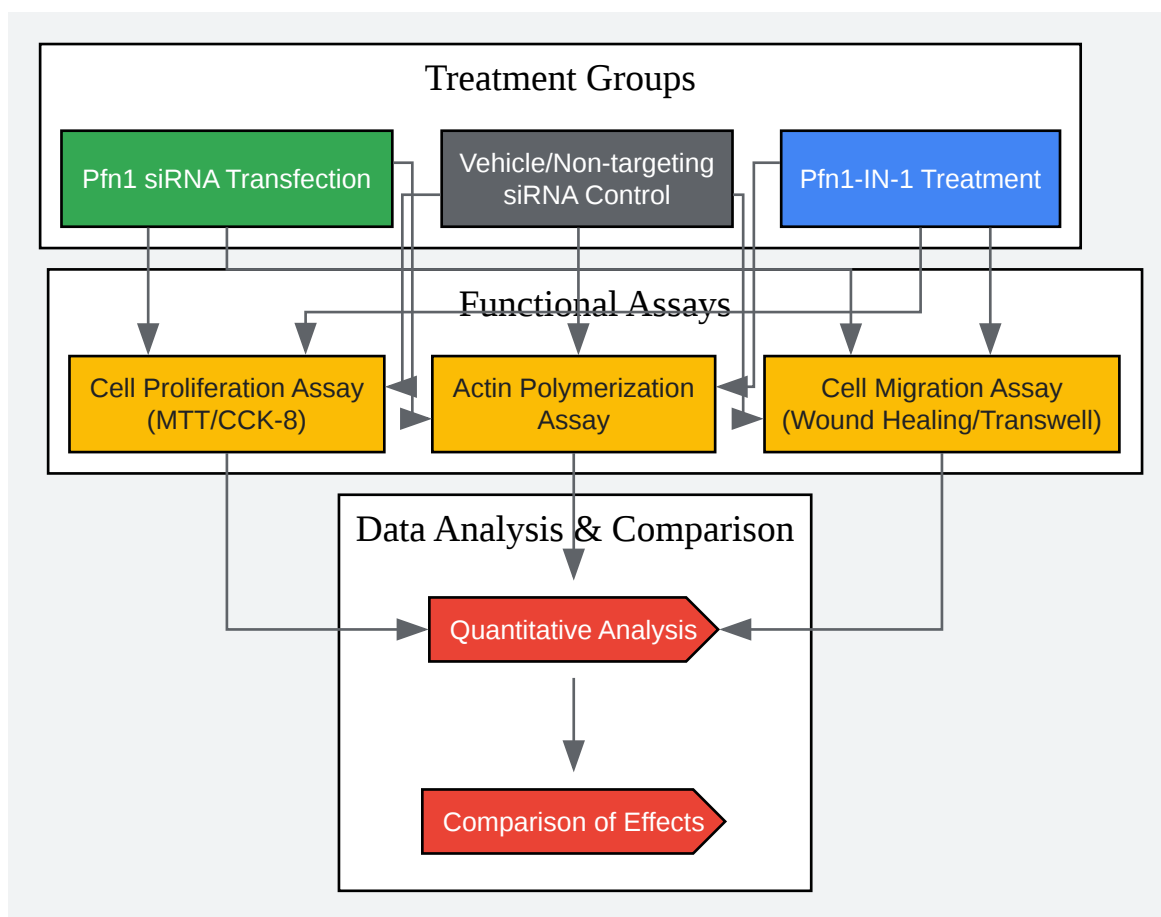 Treatment Groups
Pfn1 siRNA Transfection
Vehicle/Non-targeting
siRNA Control
Pfn1-IN-1 Treatment
Functional Assays
Cell Proliferation Assay
(MTT/CCK-8)
Actin Polymerization
Assay
Cell Migration Assay
(Wound Healing/Transwell)
Data Analysis & Comparison
Quantitative Analysis
Comparison of Effects